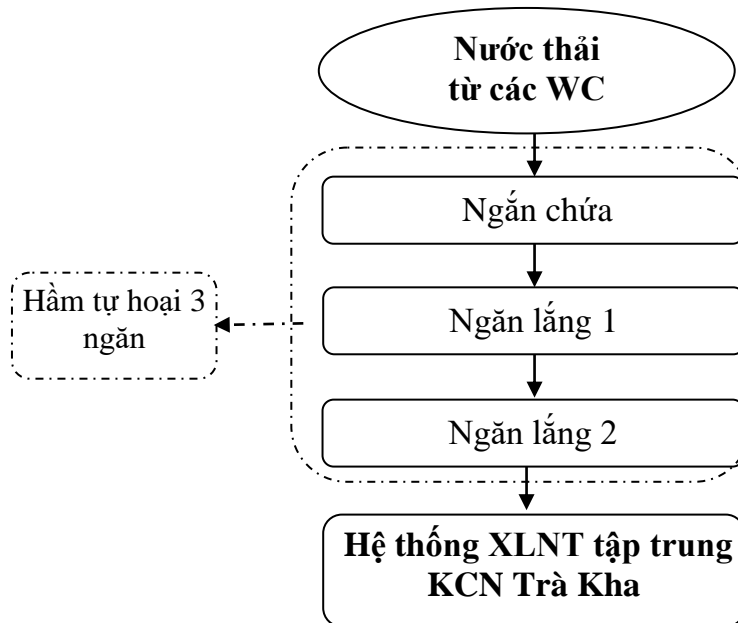 Nước thải
từ các WC
Ngắn chứa
Hầm tự hoại 3
ngăn
Ngăn lắng 1
Ngăn lắng 2
Hệ thống XLNT tập trung
KCN Trà Kha